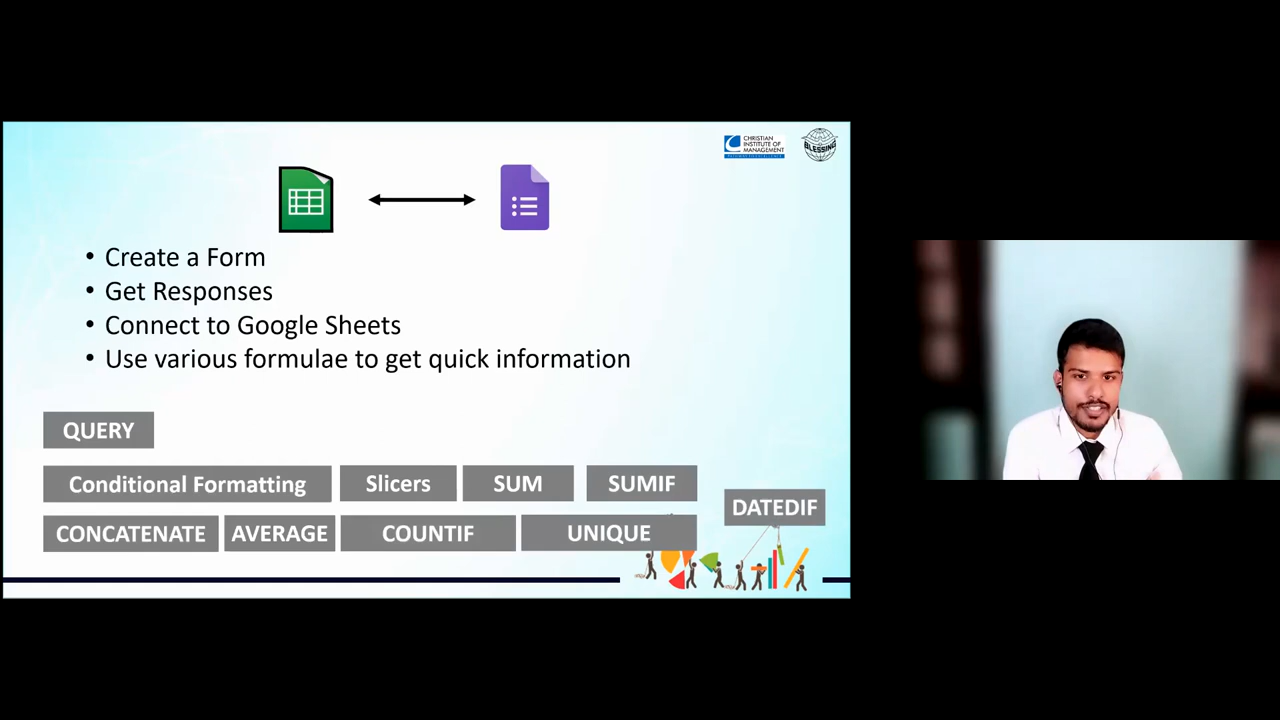 CHRISTIAN
INSTITUTE OF
MANAGEMENT
BLESSING
• Create a Form
• Get Responses
• Connect to Google Sheets
• Use various formulae to get quick information
QUERY
Conditional Formatting Slicers SUM SUMIF
DATEDIF
CONCATENATE AVERAGE COUNTIF UNIQUE